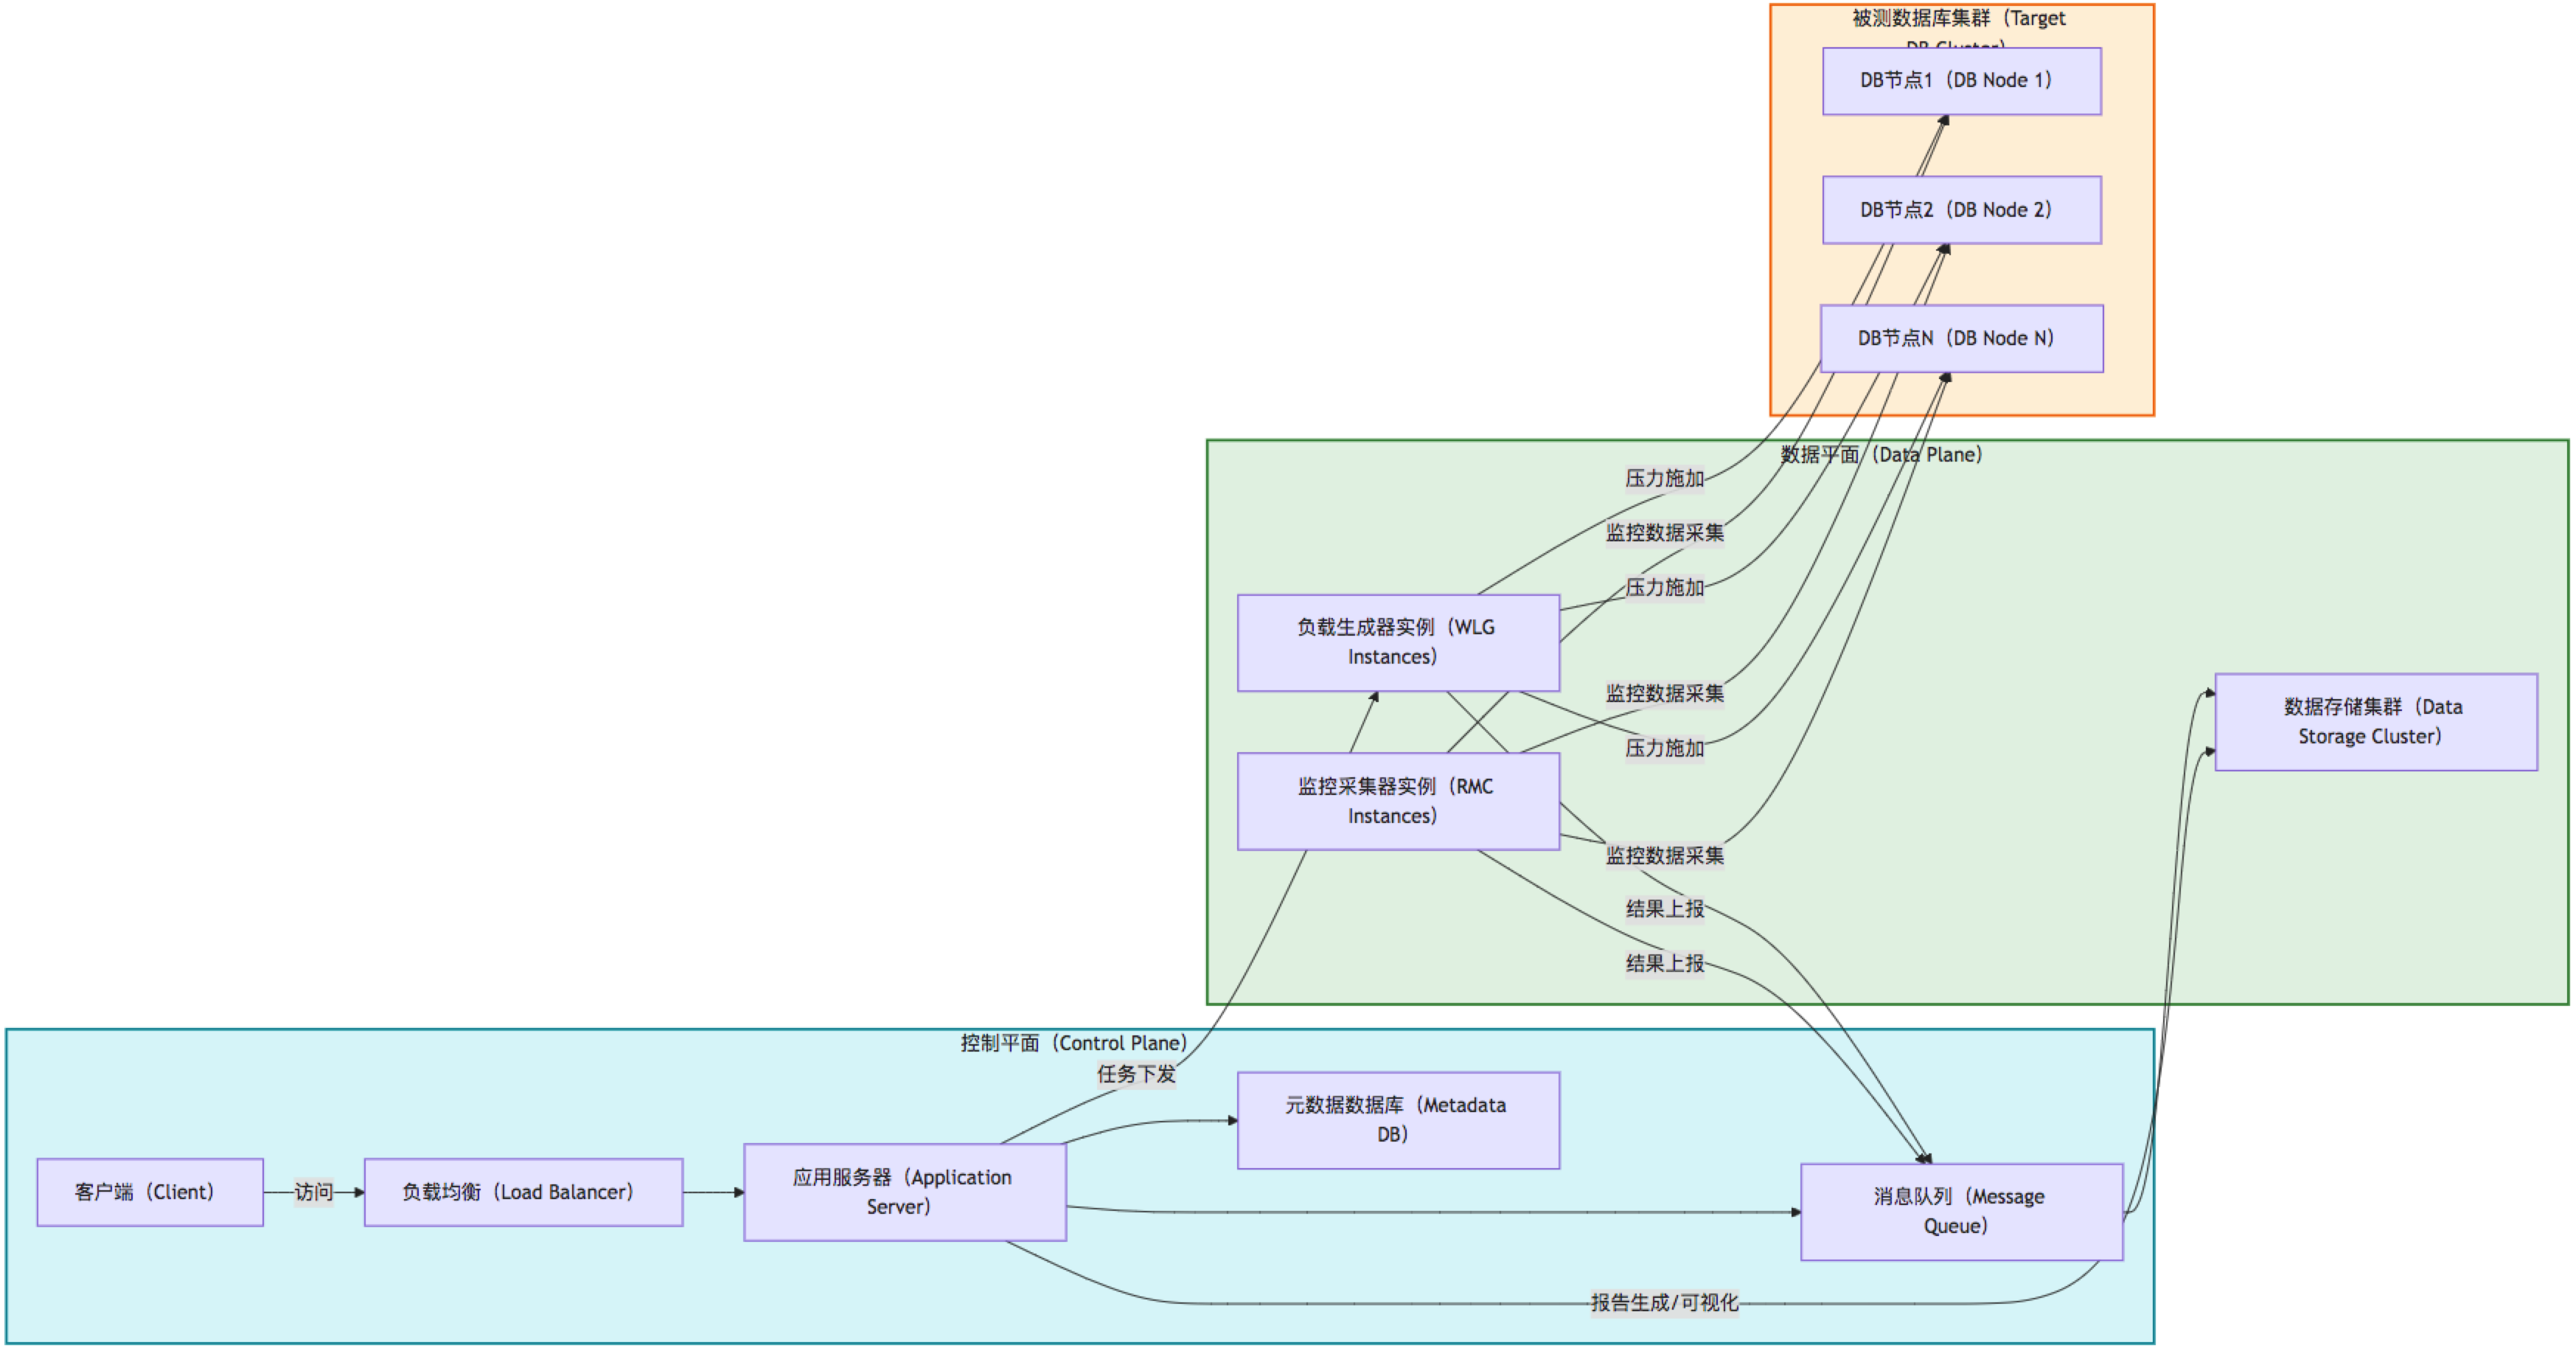 被测数据库集群（Target
DB Cluster）
DB节点1（DB Node 1）
DB节点2（DB Node 2）
DB节点N（DB Node N）
数据平面（Data Plane）
压力施加
监控数据采集
压力施加
负载生成器实例（WLG
Instances）
监控数据采集
压力施加
数据存储集群（Data
Storage Cluster）
监控采集器实例（RMC
Instances）
监控数据采集
结果上报
结果上报
控制平面（Control Plane）
任务下发
元数据数据库（Metadata
DB）
客户端（Client）
访问
负载均衡（Load Balancer）
应用服务器（Application
Server）
消息队列（Message
Queue）
报告生成/可视化